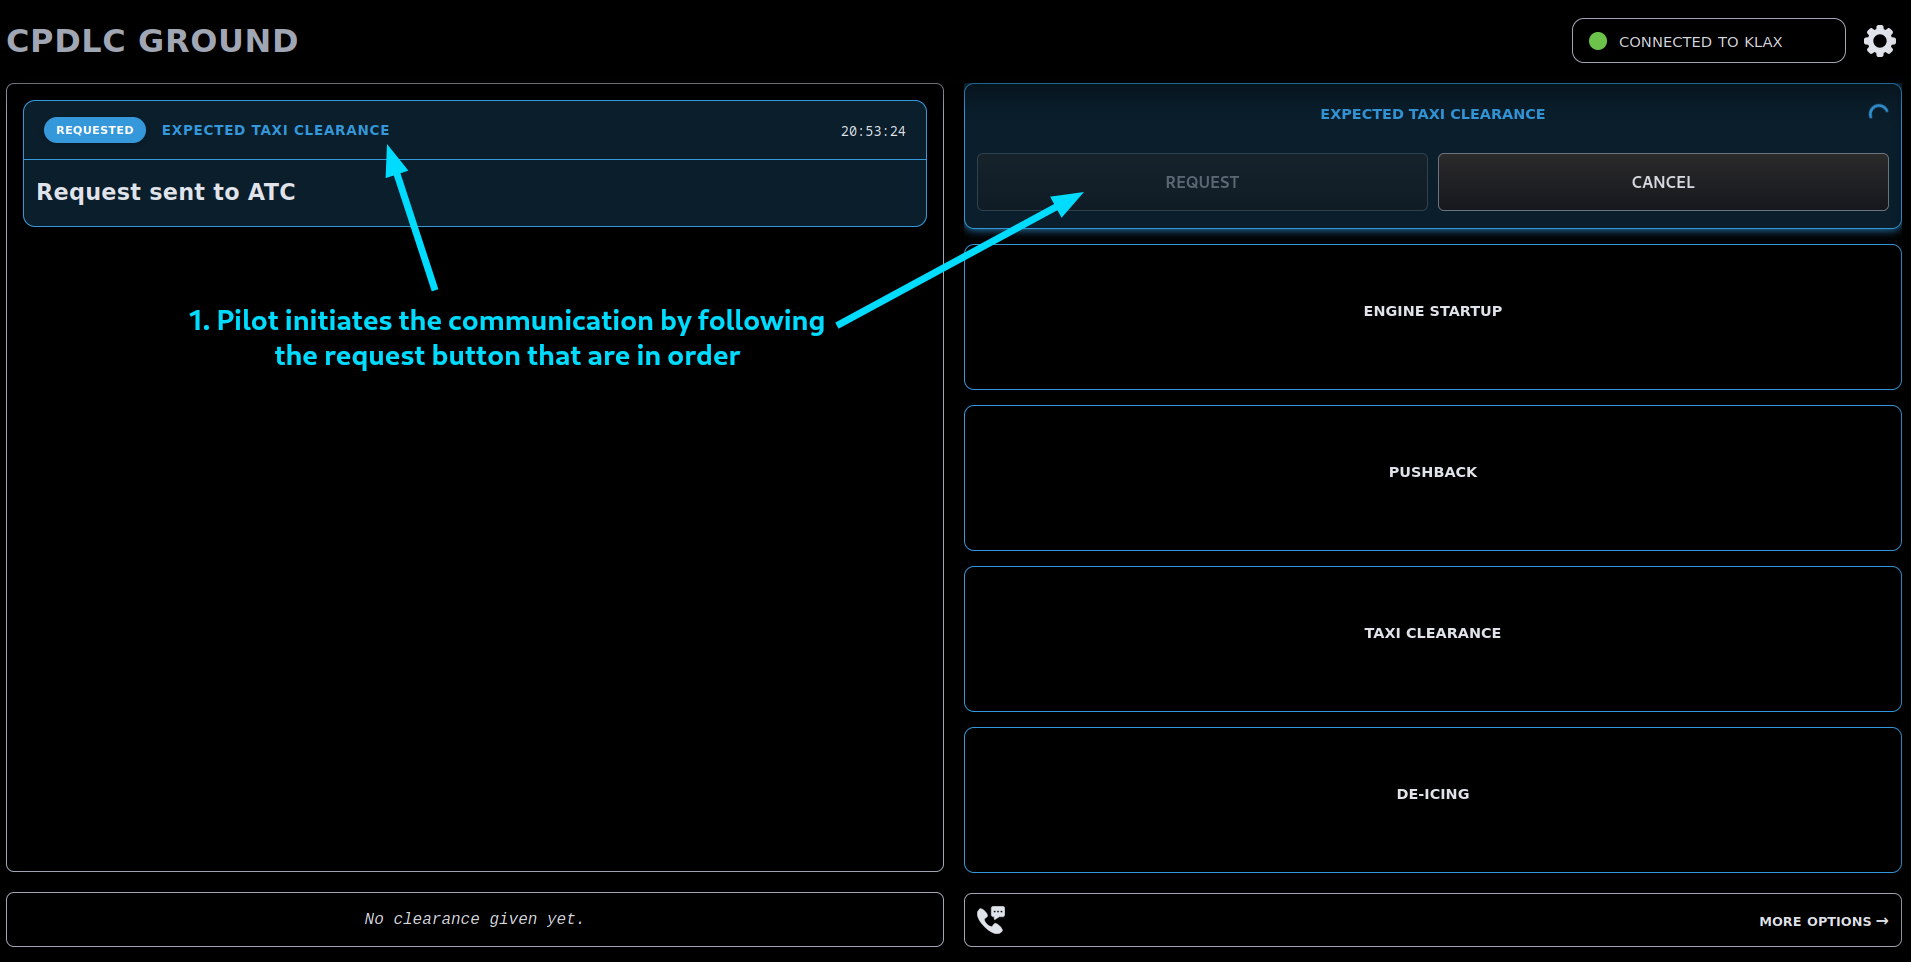 CPDLC GROUND
CONNECTED TO KLAX
REQUESTED EXPECTED TAXI CLEARANCE 20:53:24
Request sent to ATC
1. Pilot initiates the communication by following
the request button that are in order
No clearance given yet.
EXPECTED TAXI CLEARANCE
REQUEST CANCEL
ENGINE STARTUP
PUSHBACK
TAXI CLEARANCE
DE-ICING
MORE OPTIONS →